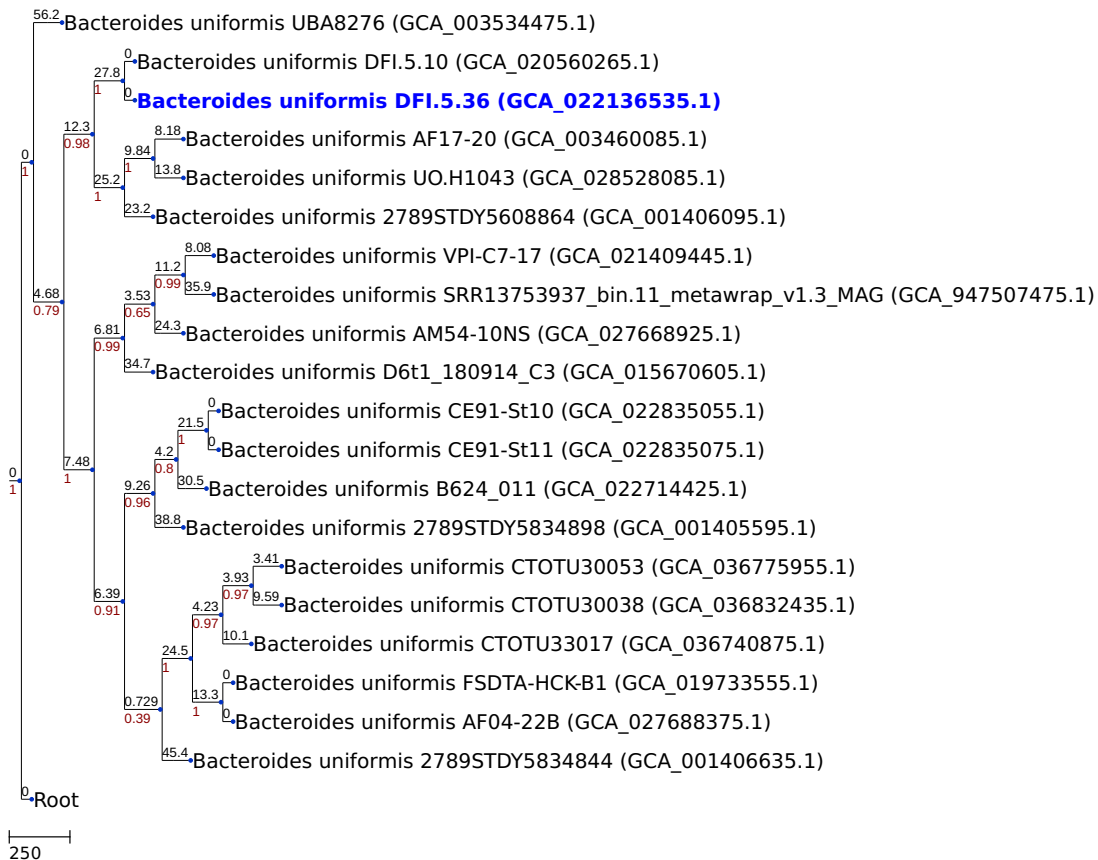 56.2 Bacteroides uniformis UBA8276 (GCA_003534475.1)
0 Bacteroides uniformis DFI.5.10 (GCA_020560265.1)
27.8
1
0 Bacteroides uniformis DFI.5.36 (GCA_022136535.1)
12.3
0.98
8.18 Bacteroides uniformis AF17-20 (GCA_003460085.1)
9.84
1
0
1
13.8 Bacteroides uniformis UO.H1043 (GCA_028528085.1)
25.2
1
23.2 Bacteroides uniformis 2789STDY5608864 (GCA_001406095.1)
8.08 Bacteroides uniformis VPI-C7-17 (GCA_021409445.1)
11.2
0.99
35.9 Bacteroides uniformis SRR13753937_bin.11_metawrap_v1.3_MAG (GCA_947507475.1)
4.68
0.79
3.53
0.65
24.3 Bacteroides uniformis AM54-10NS (GCA_027668925.1)
6.81
0.99
34.7 Bacteroides uniformis D6t1_180914_C3 (GCA_015670605.1)
0 Bacteroides uniformis CE91-St10 (GCA_022835055.1)
21.5
1
0 Bacteroides uniformis CE91-St11 (GCA_022835075.1)
4.2
0.8
7.48
1
0
1
30.5 Bacteroides uniformis B624_011 (GCA_022714425.1)
9.26
0.96
38.8 Bacteroides uniformis 2789STDY5834898 (GCA_001405595.1)
3.41 Bacteroides uniformis CTOTU30053 (GCA_036775955.1)
3.93
0.97
6.39
0.91
9.59 Bacteroides uniformis CTOTU30038 (GCA_036832435.1)
4.23
0.97
10.1 Bacteroides uniformis CTOTU33017 (GCA_036740875.1)
24.5
1
0 Bacteroides uniformis FSDTA-HCK-B1 (GCA_019733555.1)
13.3
1
0.729
0.39
0 Bacteroides uniformis AF04-22B (GCA_027688375.1)
45.4 Bacteroides uniformis 2789STDY5834844 (GCA_001406635.1)
0 Root
250